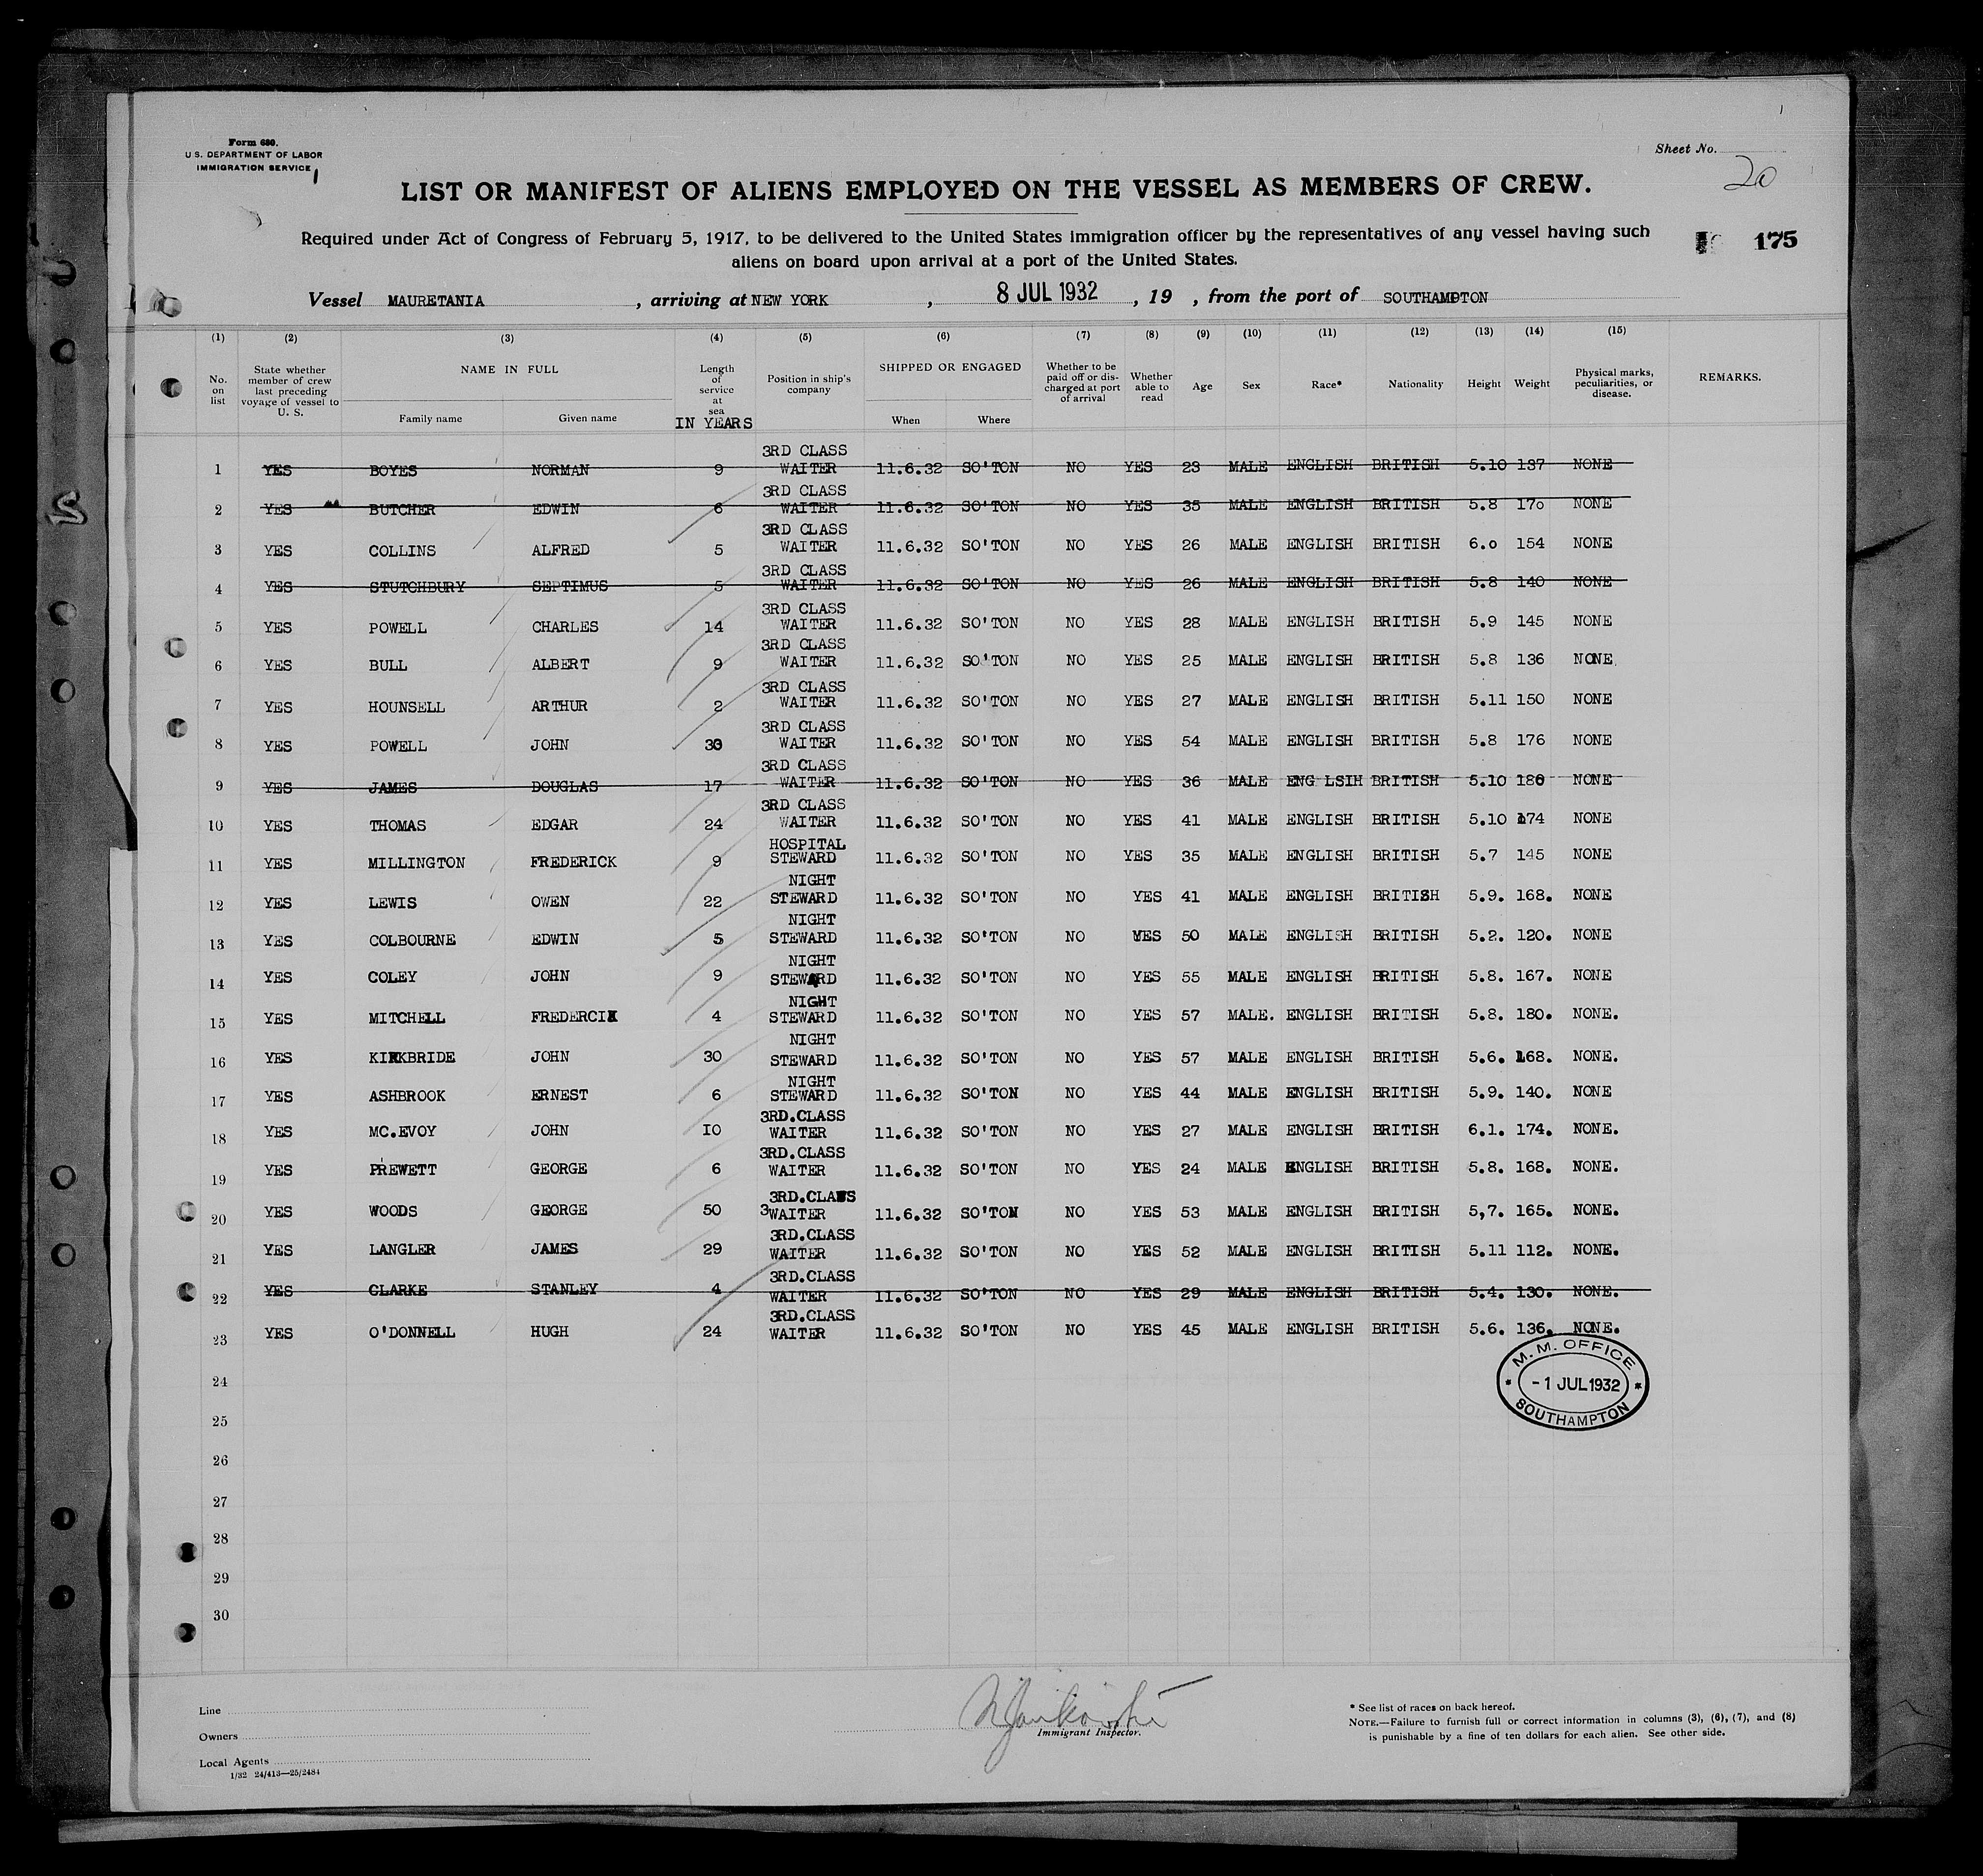 Form 680.
U.S. DEPARTMENT OF LABOR
IMMIGRATION SERVICE
Sheet No.
20
LIST OR MANIFEST OF ALIENS EMPLOYED ON THE VESSEL AS MEMBERS OF CREW.
Required under Act of Congress of February 5, 1917, to be delivered to the United States immigration officer by the representatives of any vessel having such
aliens on board upon arrival at a port of the United States.
175
Vessel MAURETANIA , arriving at NEW YORK , 8 JUL 1932 , 19 , from the port of SOUTHAMPTON
(1) (2) (3) (4) (5) (6) (7) (8) (9) (10) (11) (12) (13) (14) (15)
No. on list
State whether member of crew last preceding voyage of vessel to U. S.
NAME IN FULL
Family name Given name
Length of service at sea
IN YEARS
Position in ship's company
SHIPPED OR ENGAGED
When Where
Whether to be paid off or discharged at port of arrival
Whether able to read
Age Sex Race* Nationality Height Weight
Physical marks, peculiarities, or disease.
REMARKS.
1 YES BOYES NORMAN 9 3RD CLASS WAITER 11.6.32 SO'TON NO YES 23 MALE ENGLISH BRITISH 5.10 137 NONE
2 YES BUTCHER EDWIN 6 3RD CLASS WAITER 11.6.32 SO'TON NO YES 35 MALE ENGLISH BRITISH 5.8 170 NONE
3 YES COLLINS ALFRED 5 3RD CLASS WAITER 11.6.32 SO'TON NO YES 26 MALE ENGLISH BRITISH 6.0 154 NONE
4 YES STUTCHBURY SEPTIMUS 5 3RD CLASS WAITER 11.6.32 SO'TON NO YES 26 MALE ENGLISH BRITISH 5.8 140 NONE
5 YES POWELL CHARLES 14 3RD CLASS WAITER 11.6.32 SO'TON NO YES 28 MALE ENGLISH BRITISH 5.9 145 NONE
6 YES BULL ALBERT 9 3RD CLASS WAITER 11.6.32 SO'TON NO YES 25 MALE ENGLISH BRITISH 5.8 136 NONE
7 YES HOUNSELL ARTHUR 2 3RD CLASS WAITER 11.6.32 SO'TON NO YES 27 MALE ENGLISH BRITISH 5.11 150 NONE
8 YES POWELL JOHN 30 3RD CLASS WAITER 11.6.32 SO'TON NO YES 54 MALE ENGLISH BRITISH 5.8 176 NONE
9 YES JAMES DOUGLAS 17 3RD CLASS WAITER 11.6.32 SO'TON NO YES 36 MALE ENG LSIH BRITISH 5.10 180 NONE
10 YES THOMAS EDGAR 24 3RD CLASS WAITER 11.6.32 SO'TON NO YES 41 MALE ENGLISH BRITISH 5.10 174 NONE
11 YES MILLINGTON FREDERICK 9 HOSPITAL STEWARD 11.6.32 SO'TON NO YES 35 MALE ENGLISH BRITISH 5.7 145 NONE
12 YES LEWIS OWEN 22 NIGHT STEWARD 11.6.32 SO'TON NO YES 41 MALE ENGLISH BRITISH 5.9. 168. NONE
13 YES COLBOURNE EDWIN 5 NIGHT STEWARD 11.6.32 SO'TON NO YES 50 MALE ENGLISH BRITISH 5.2. 120. NONE
14 YES COLEY JOHN 9 NIGHT STEWARD 11.6.32 SO'TON NO YES 55 MALE ENGLISH BRITISH 5.8. 167. NONE
15 YES MITCHELL FREDERCIK 4 NIGHT STEWARD 11.6.32 SO'TON NO YES 57 MALE. ENGLISH BRITISH 5.8. 180. NONE.
16 YES KIRKBRIDE JOHN 30 NIGHT STEWARD 11.6.32 SO'TON NO YES 57 MALE ENGLISH BRITISH 5.6. 168. NONE.
17 YES ASHBROOK ERNEST 6 NIGHT STEWARD 11.6.32 SO'TON NO YES 44 MALE ENGLISH BRITISH 5.9. 140. NONE
18 YES MC.EVOY JOHN IO 3RD.CLASS WAITER 11.6.32 SO'TON NO YES 27 MALE ENGLISH BRITISH 6.1. 174. NONE.
19 YES PREWETT GEORGE 6 3RD.CLASS WAITER 11.6.32 SO'TON NO YES 24 MALE ENGLISH BRITISH 5.8. 168. NONE.
20 YES WOODS GEORGE 50 3RD.CLASS 3WAITER 11.6.32 SO'TON NO YES 53 MALE ENGLISH BRITISH 5,7. 165. NONE.
21 YES LANGLER JAMES 29 3RD.CLASS WAITER 11.6.32 SO'TON NO YES 52 MALE ENGLISH BRITISH 5.11 112. NONE.
22 YES CLARKE STANLEY 4 3RD.CLASS WAITER 11.6.32 SO'TON NO YES 29 MALE ENGLISH BRITISH 5.4. 130. NONE.
23 YES O'DONNELL HUGH 24 3RD.CLASS WAITER 11.6.32 SO'TON NO YES 45 MALE ENGLISH BRITISH 5.6. 136. NONE.
24
25
26
27
28
29
30
M. M. OFFICE
-1 JUL 1932
SOUTHAMPTON
Line
Owners
Local Agents
1/32 24/413—25/2484
Immigrant Inspector.
* See list of races on back hereof.
NOTE.—Failure to furnish full or correct information in columns (3), (6), (7), and (8)
is punishable by a fine of ten dollars for each alien. See other side.